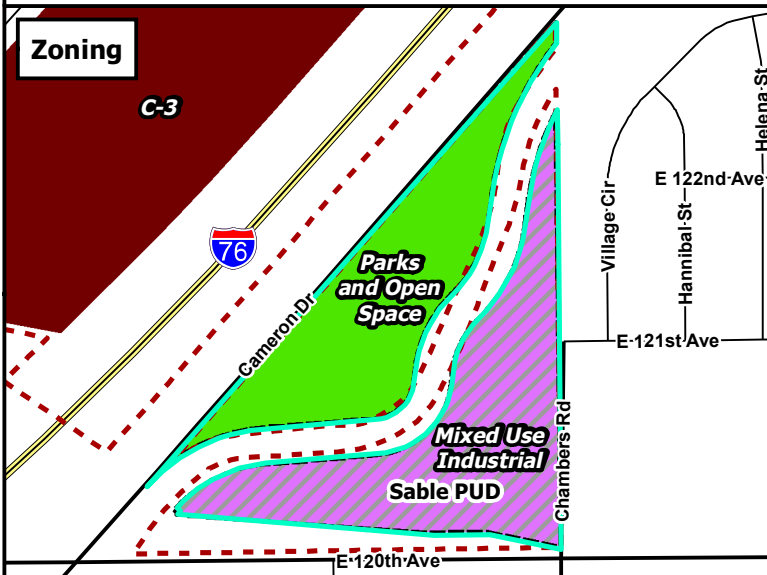 Zoning
C-3
76
Parks
and Open
Space
Cameron Dr
Mixed Use
Industrial
Sable PUD
Chambers Rd
E 120th Ave
E 121st Ave
E 122nd Ave
Village Cir
Hannibal St
Helena St